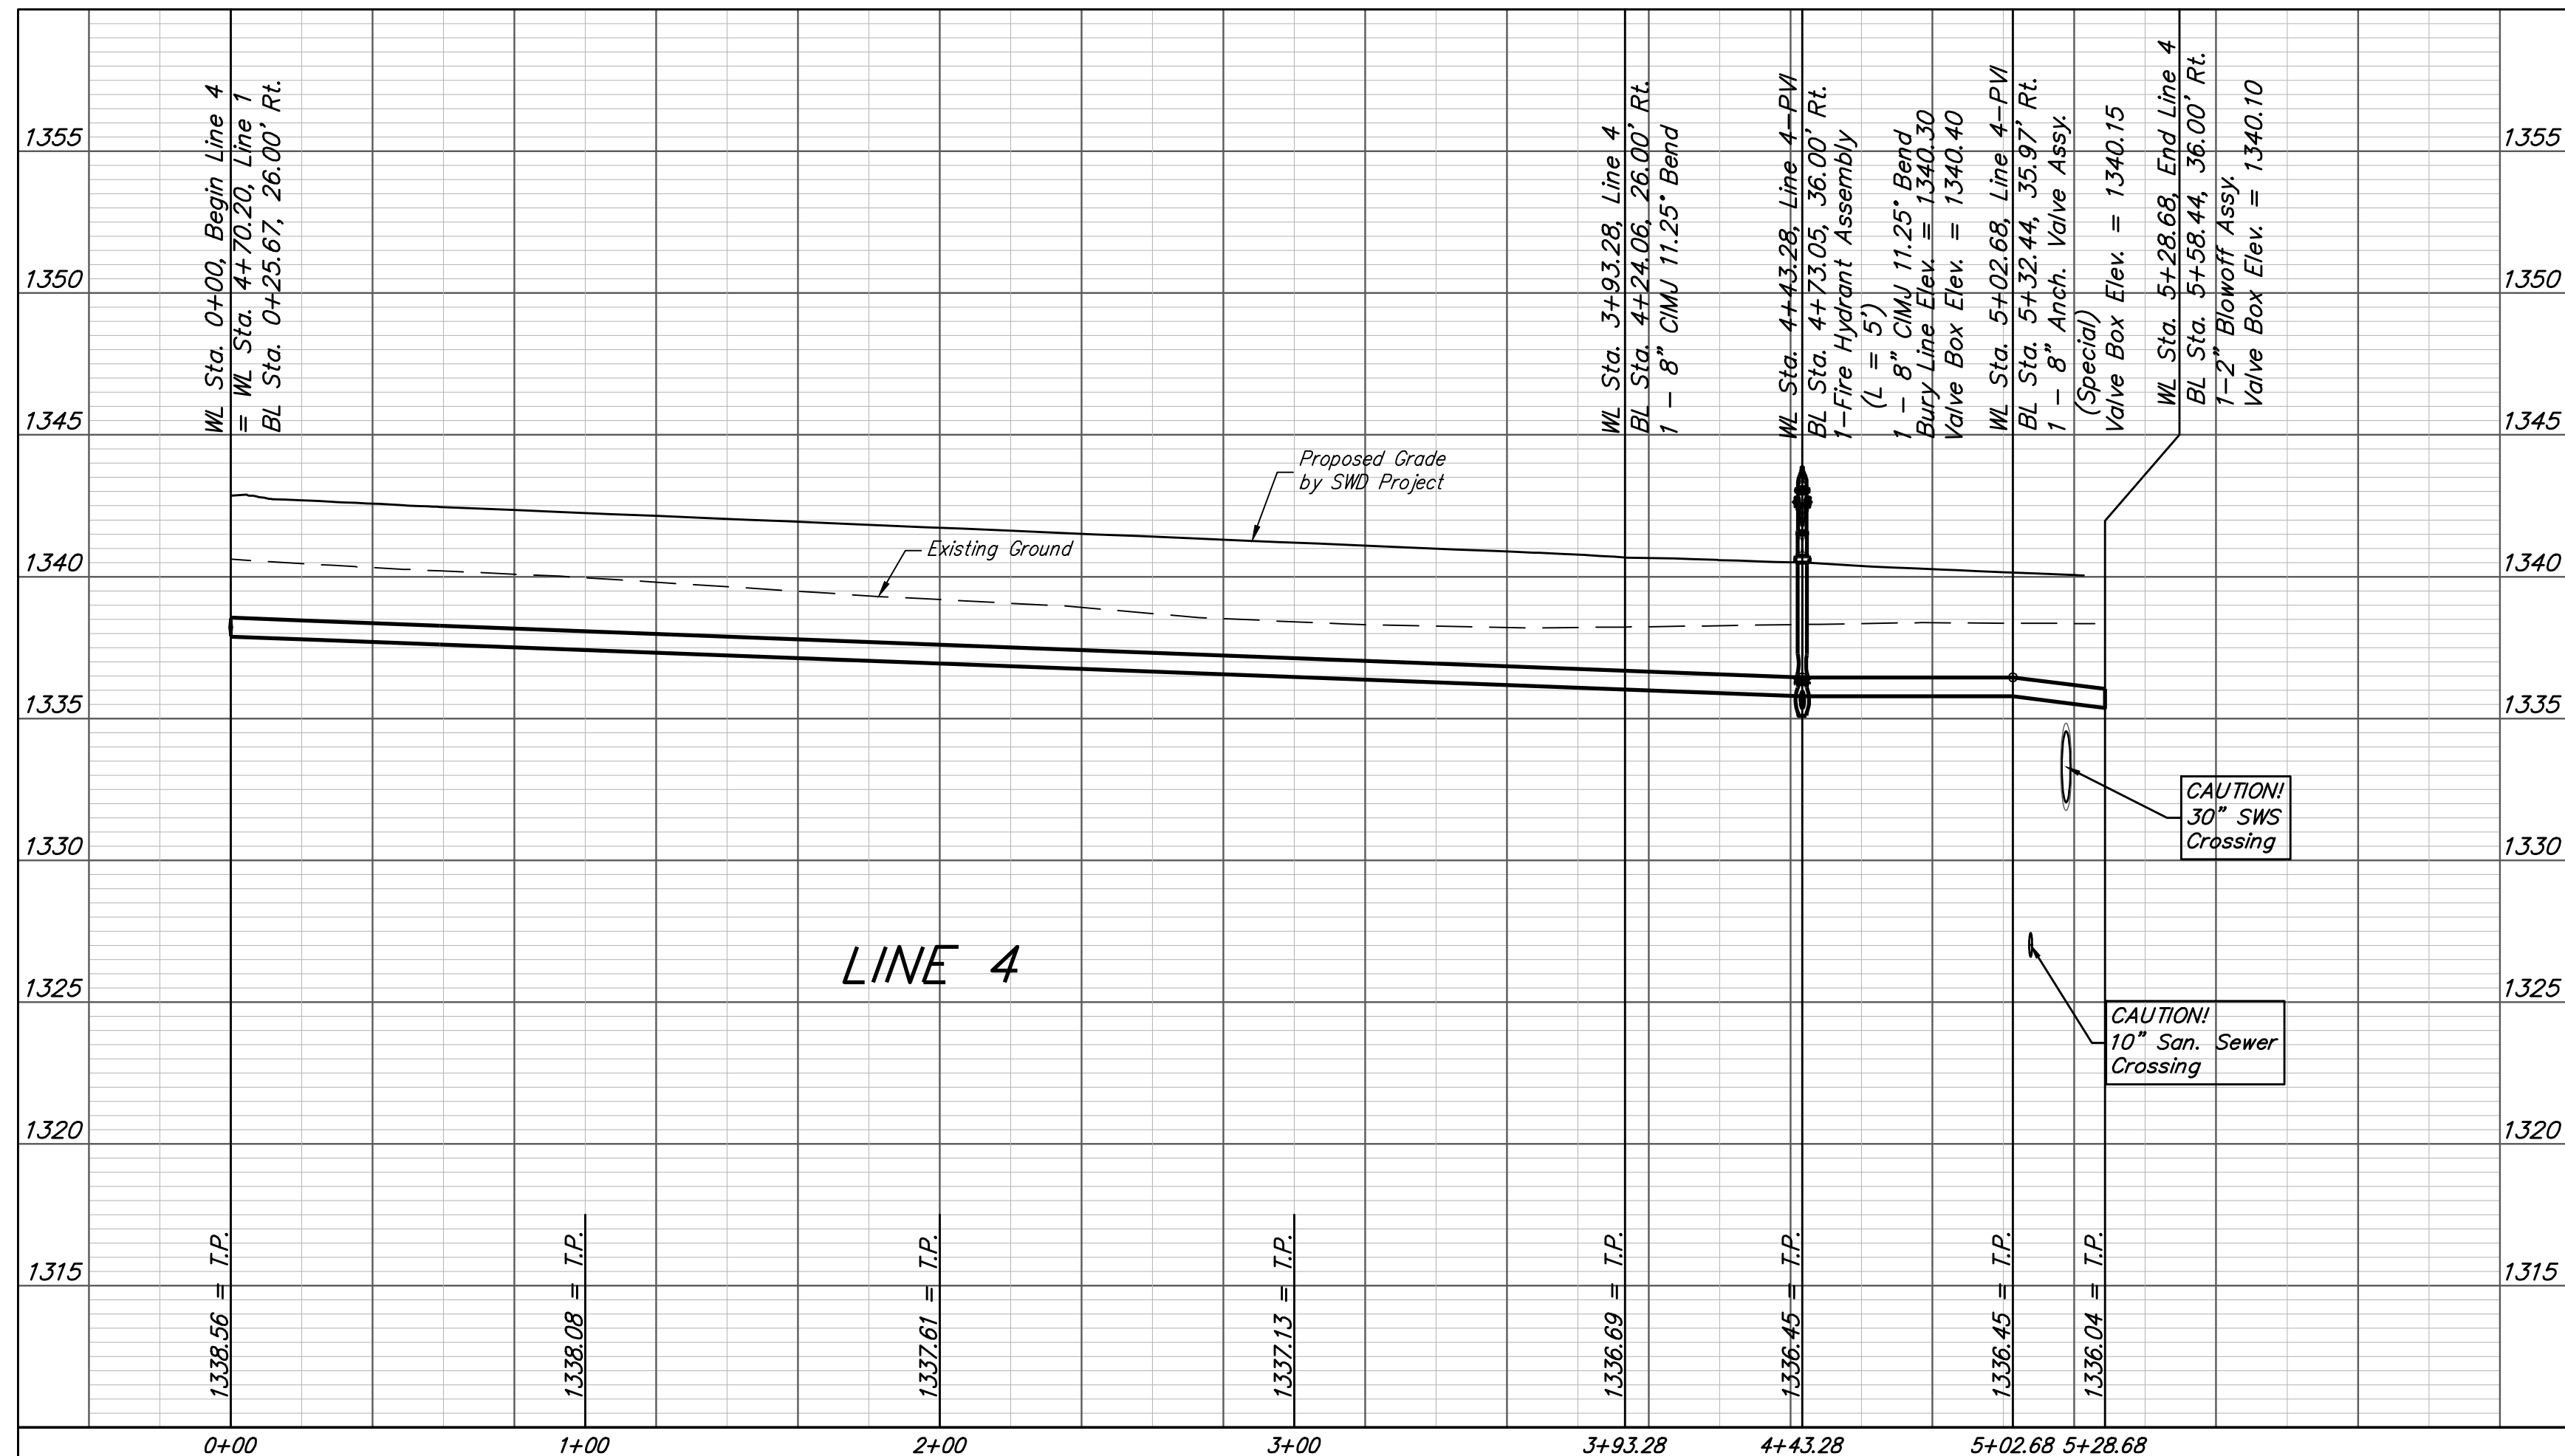 WL Sta. 0+00, Begin Line 4
= WL Sta. 4+70.20, Line 1
BL Sta. 0+25.67, 26.00' Rt.
WL Sta. 3+93.28, Line 4
BL Sta. 4+24.06, 26.00' Rt.
1 - 8" CIMJ 11.25° Bend
WL Sta. 4+43.28, Line 4-PVI
BL Sta. 4+73.05, 36.00' Rt.
1-Fire Hydrant Assembly
(L = 5')
1 - 8" CIMJ 11.25° Bend
Bury Line Elev. = 1340.30
Valve Box Elev. = 1340.40
WL Sta. 5+02.68, Line 4-PVI
BL Sta. 5+32.44, 35.97' Rt.
1 - 8" Anch. Valve Assy.
(Special)
Valve Box Elev. = 1340.15
WL Sta. 5+28.68, End Line 4
BL Sta. 5+58.44, 36.00' Rt.
1-2" Blowoff Assy.
Valve Box Elev. = 1340.10
1355 1355
1350 1350
1345 1345
Proposed Grade
by SWD Project
Existing Ground
1340 1340
1335 1335
CAUTION!
30" SWS
Crossing
1330 1330
LINE 4
1325 1325
CAUTION!
10" San. Sewer
Crossing
1320 1320
1315 1315
1338.56 = T.P.
1338.08 = T.P.
1337.61 = T.P.
1337.13 = T.P.
1336.69 = T.P.
1336.45 = T.P.
1336.45 = T.P.
1336.04 = T.P.
0+00 1+00 2+00 3+00 3+93.28 4+43.28 5+02.68 5+28.68